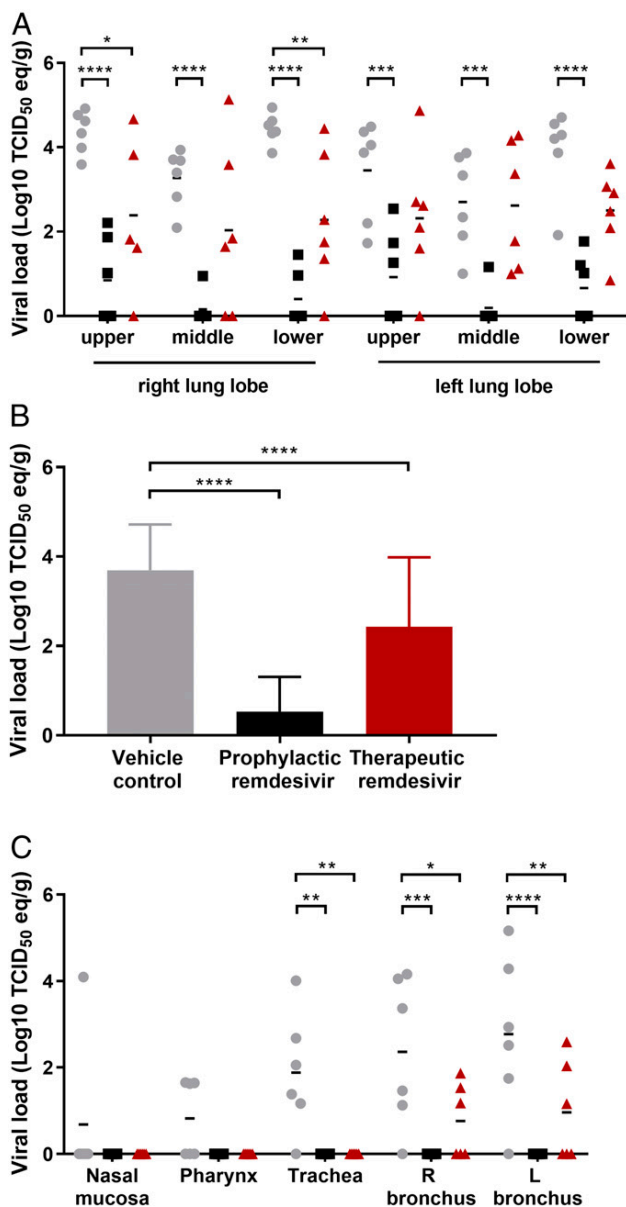 A
Viral load (Log10 TCID50 eq/g)
6
4
2
0
*
****
****
**
****
***
***
****
upper middle lower upper middle lower
right lung lobe left lung lobe
B
Viral load (Log10 TCID50 eq/g)
6
4
2
0
****
****
Vehicle control
Prophylactic remdesivir
Therapeutic remdesivir
C
Viral load (Log10 TCID50 eq/g)
6
4
2
0
**
**
*
***
**
****
Nasal mucosa
Pharynx
Trachea
R bronchus
L bronchus